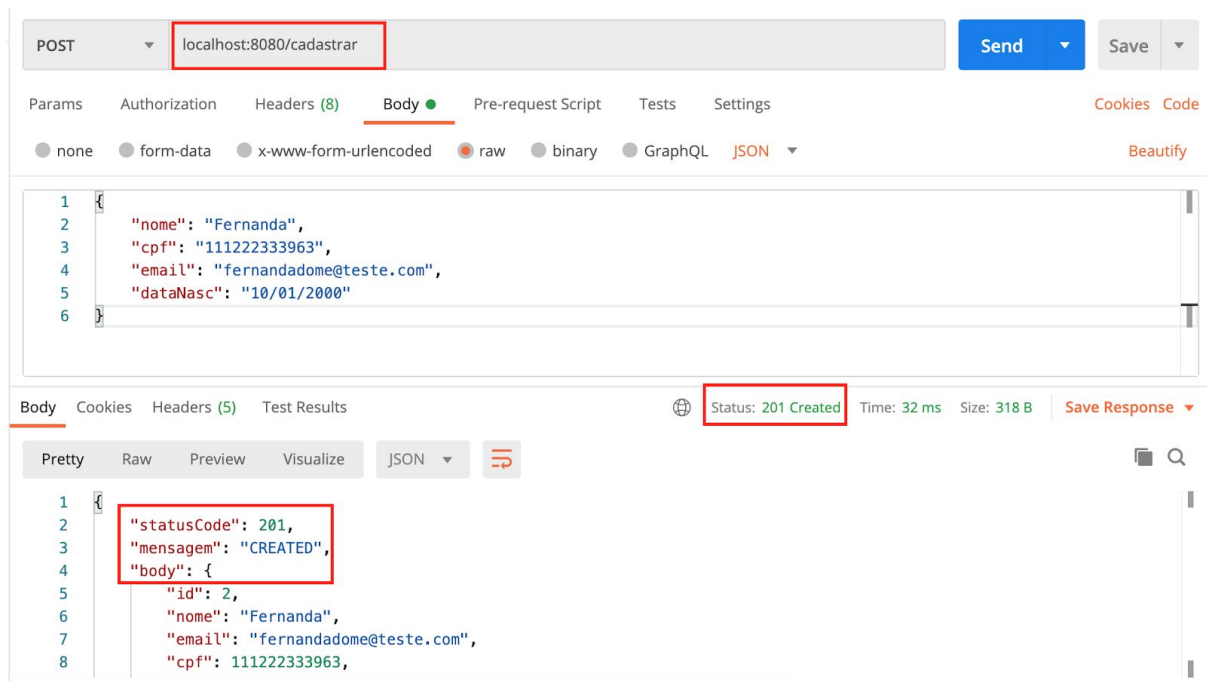 POST localhost:8080/cadastrar Send Save
Params Authorization Headers (8) Body Pre-request Script Tests Settings Cookies Code
none form-data x-www-form-urlencoded raw binary GraphQL JSON Beautify
1 {
2 "nome": "Fernanda",
3 "cpf": "111222333963",
4 "email": "fernandadome@teste.com",
5 "dataNasc": "10/01/2000"
6 }
Body Cookies Headers (5) Test Results Status: 201 Created Time: 32 ms Size: 318 B Save Response
Pretty Raw Preview Visualize JSON
1 {
2 "statusCode": 201,
3 "mensagem": "CREATED",
4 "body": {
5 "id": 2,
6 "nome": "Fernanda",
7 "email": "fernandadome@teste.com",
8 "cpf": 111222333963,